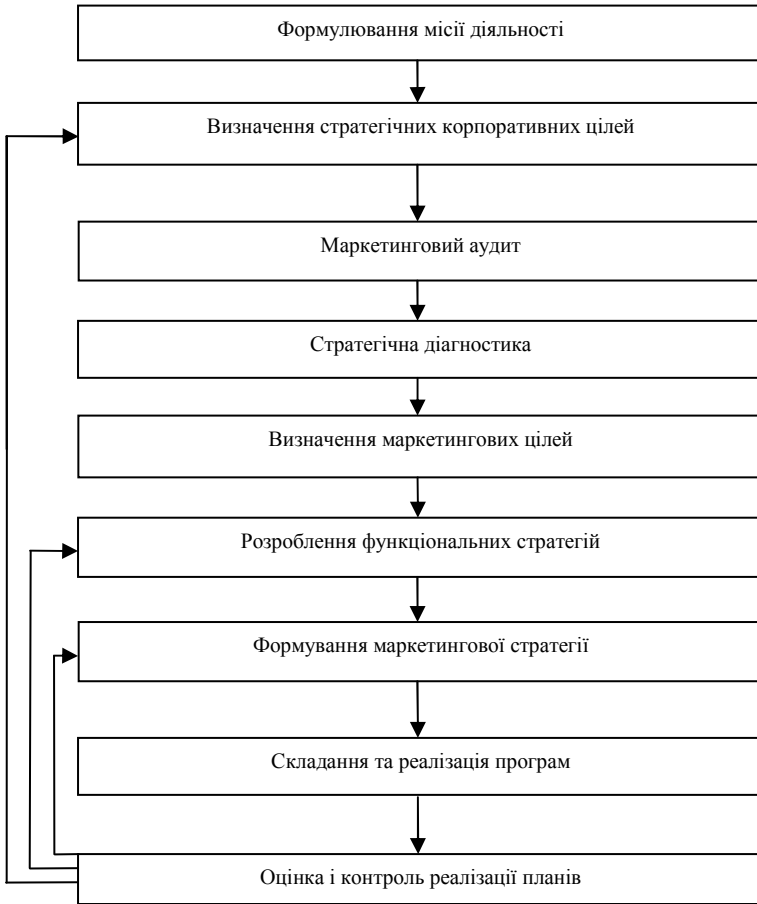 Формулювання місії діяльності
Визначення стратегічних корпоративних цілей
Маркетинговий аудит
Стратегічна діагностика
Визначення маркетингових цілей
Розроблення функціональних стратегій
Формування маркетингової стратегії
Складання та реалізація програм
Оцінка і контроль реалізації планів